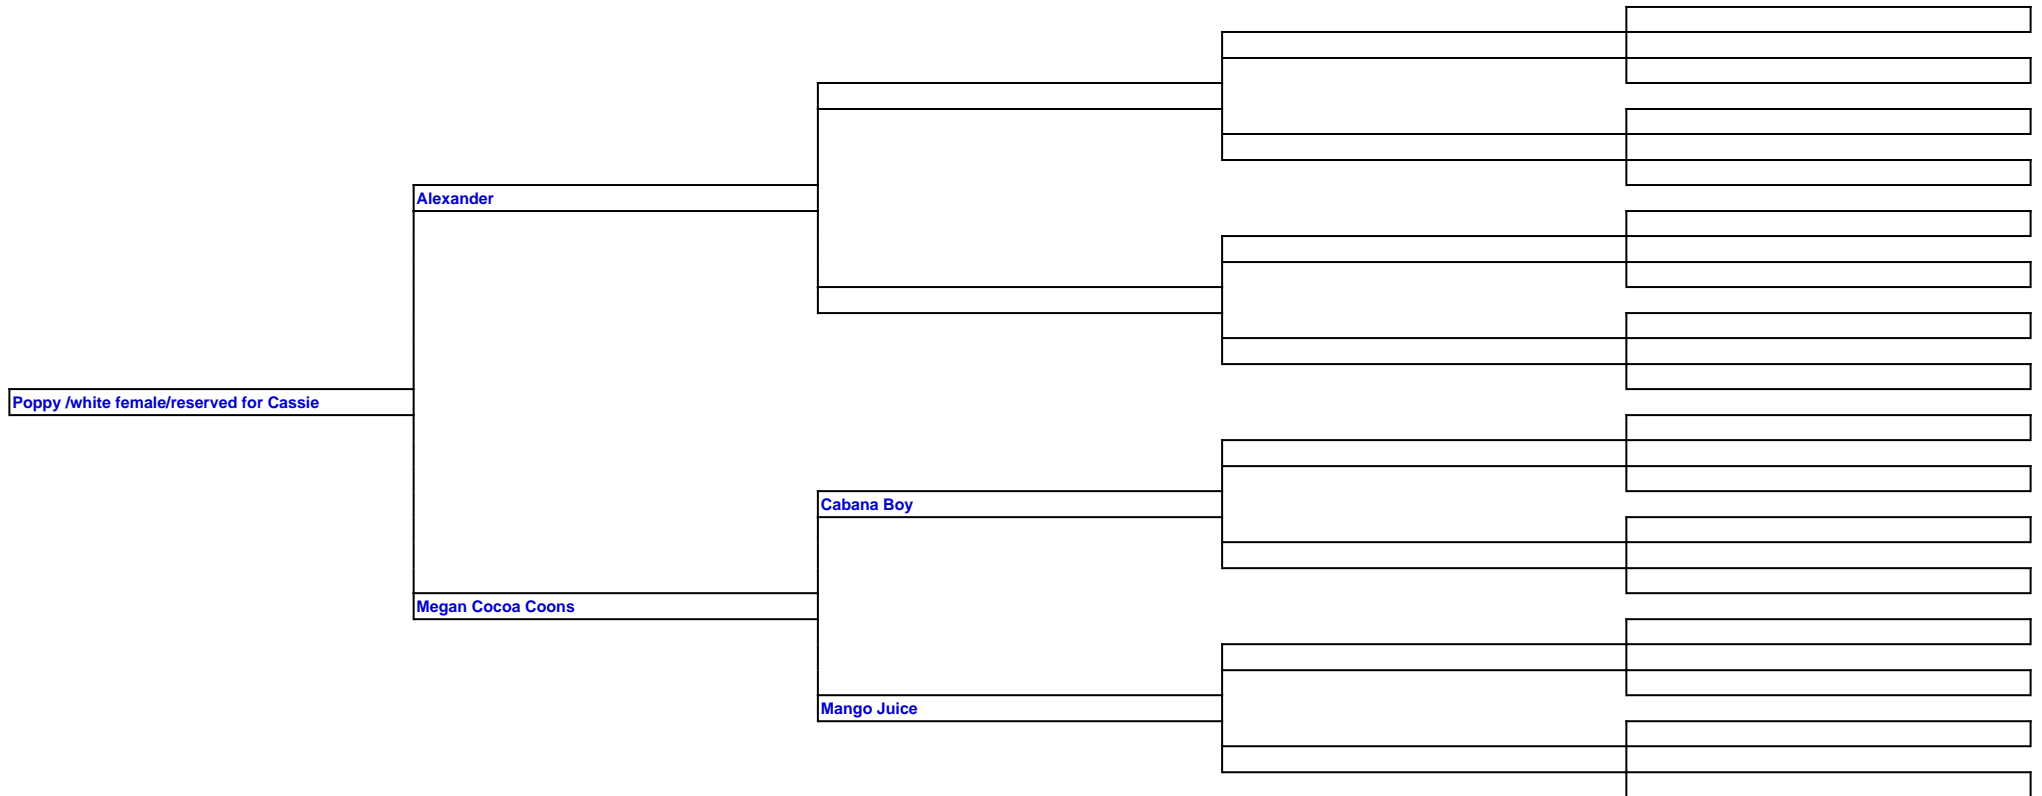 Alexander
Poppy /white female/reserved for Cassie
Cabana Boy
Megan Cocoa Coons
Mango Juice